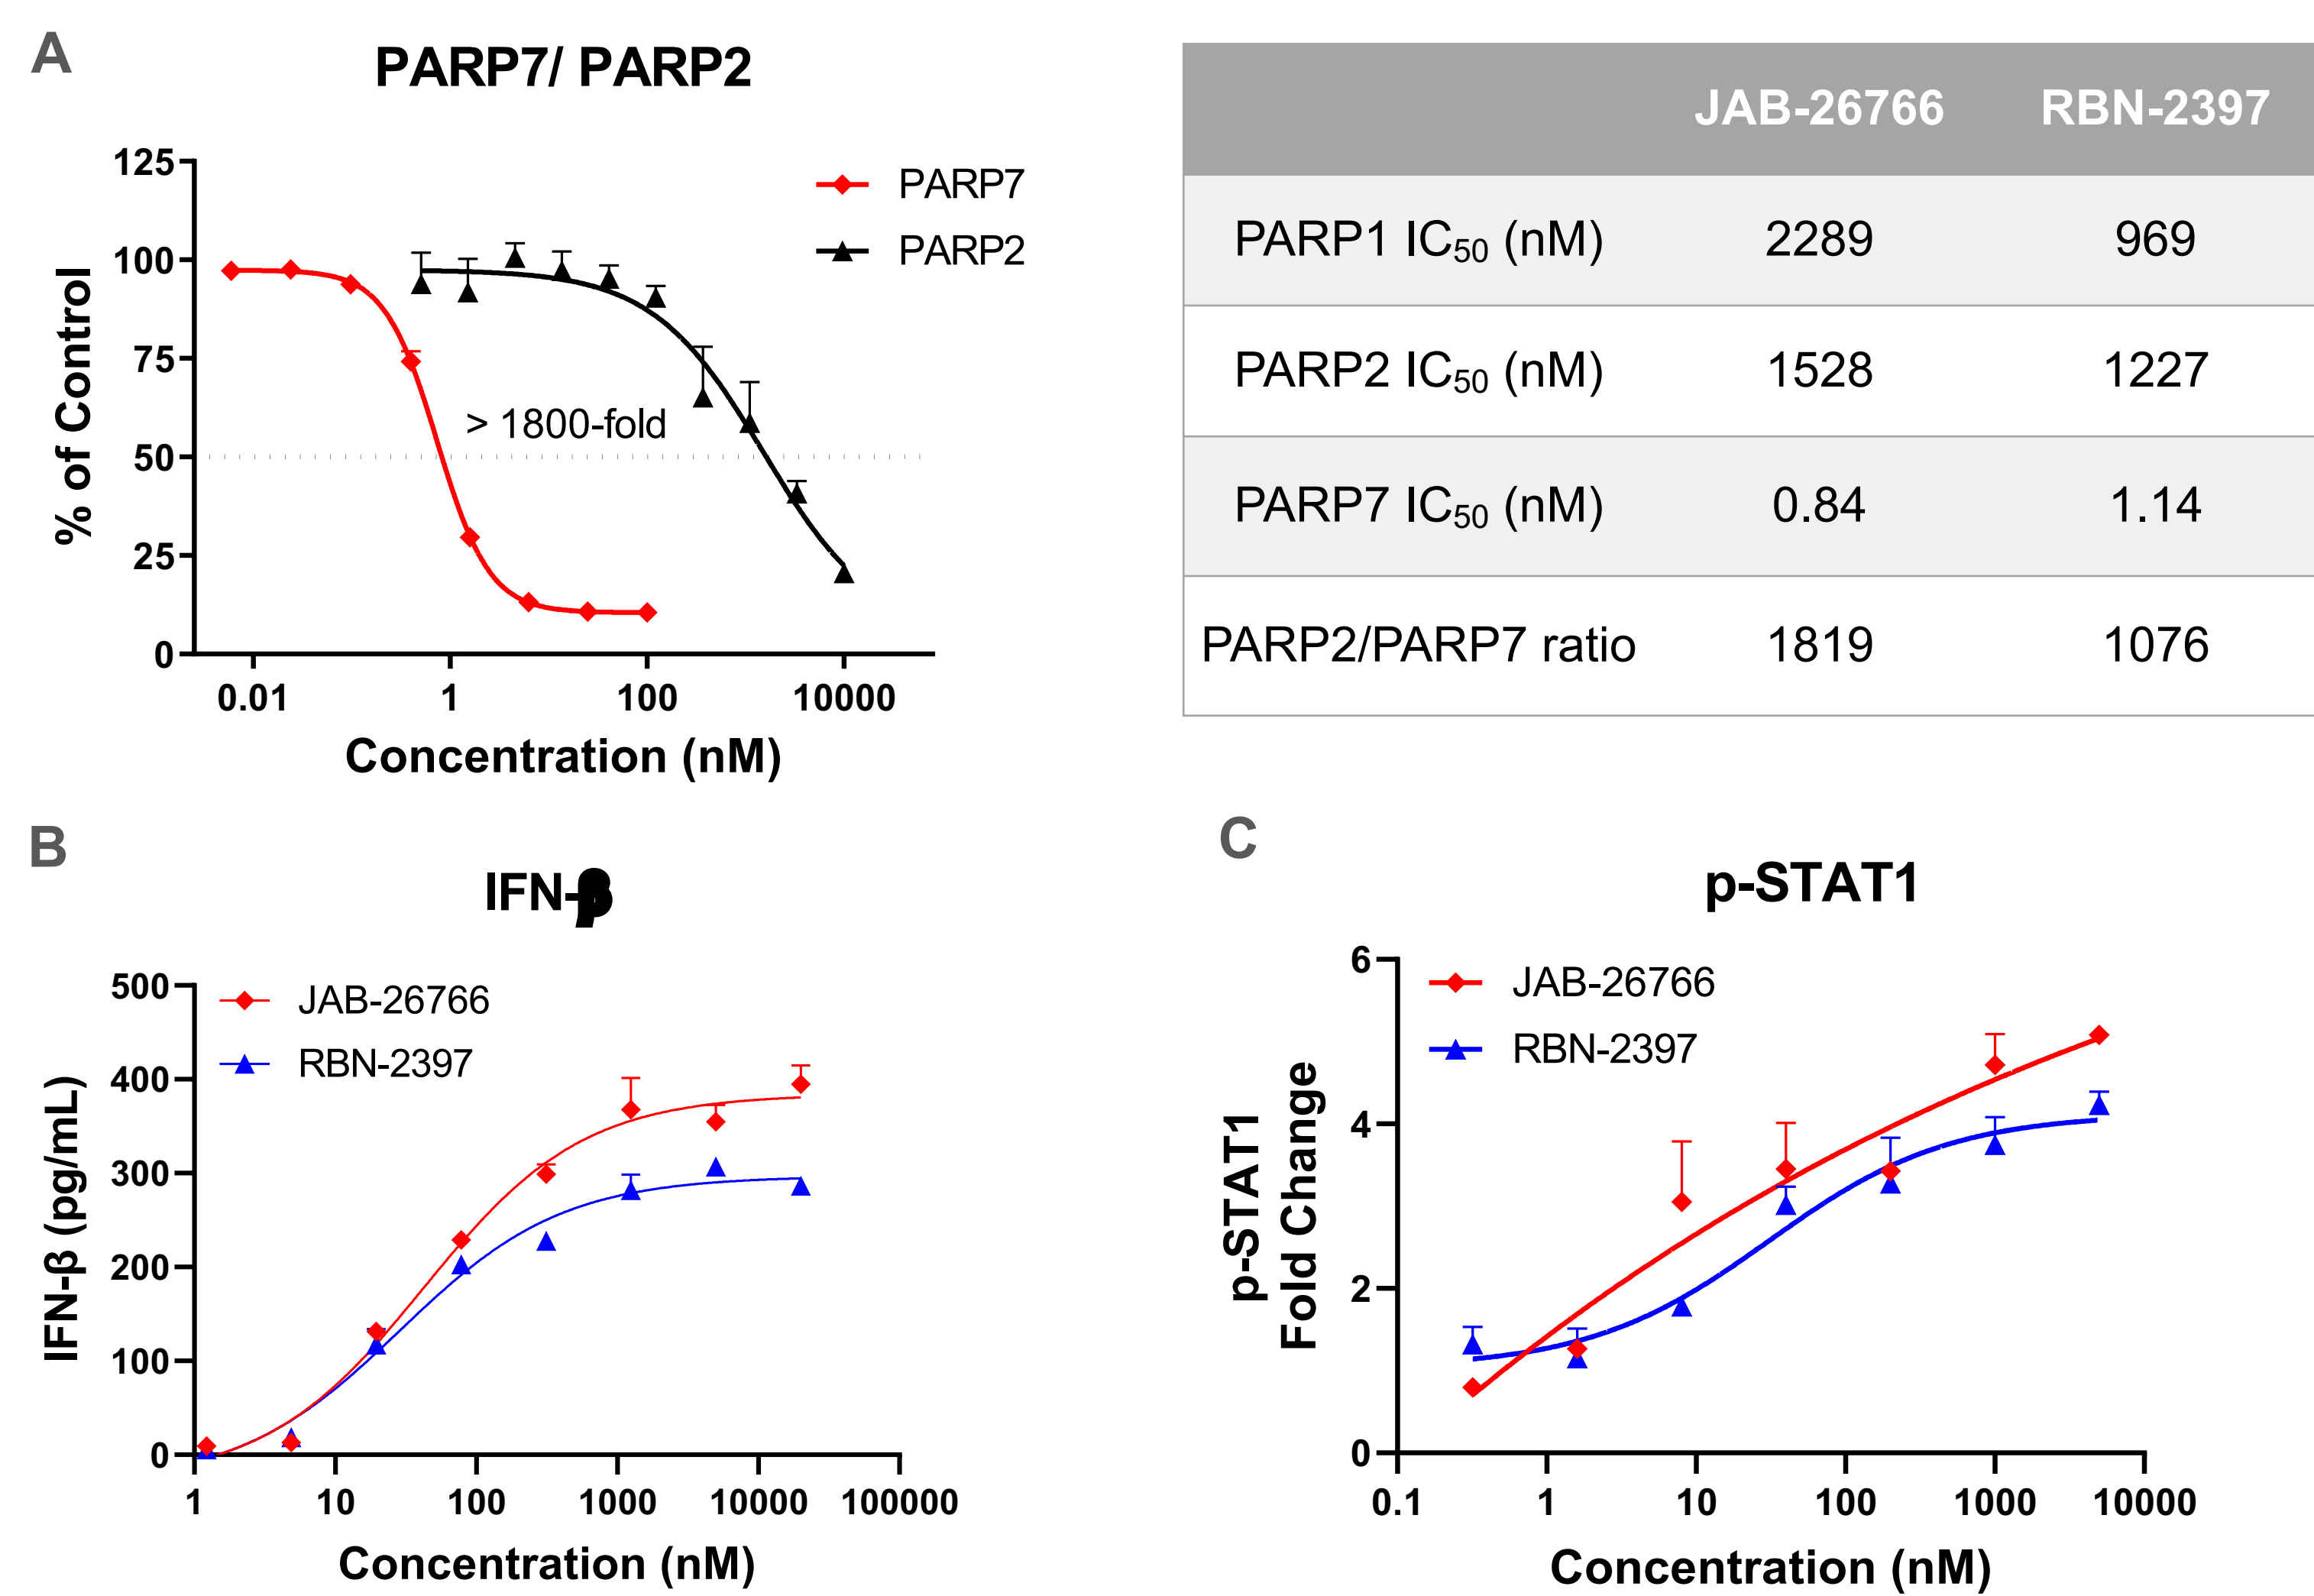 A
PARP7/ PARP2
125
100
75
50
25
0
% of Control
PARP7
PARP2
> 1800-fold
0.01 1 100 10000
Concentration (nM)
JAB-26766 RBN-2397
PARP1 IC50 (nM) 2289 969
PARP2 IC50 (nM) 1528 1227
PARP7 IC50 (nM) 0.84 1.14
PARP2/PARP7 ratio 1819 1076
B
IFN-β
500
400
300
200
100
0
IFN-β (pg/mL)
JAB-26766
RBN-2397
1 10 100 1000 10000 100000
Concentration (nM)
C
p-STAT1
6
4
2
0
p-STAT1
Fold Change
JAB-26766
RBN-2397
0.1 1 10 100 1000 10000
Concentration (nM)